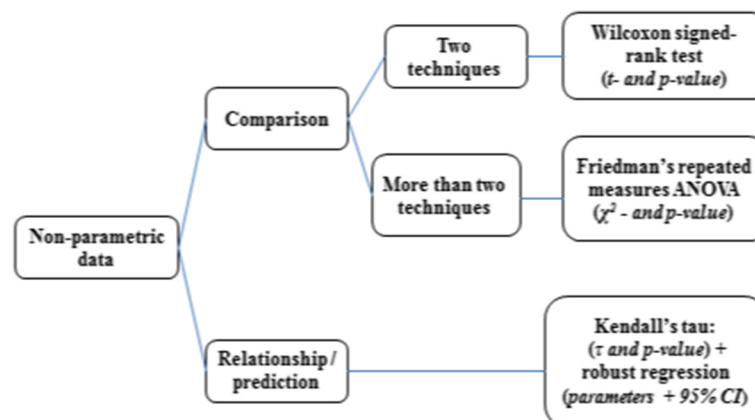 Non-parametric
data
Comparison
Two
techniques
Wilcoxon signed-
rank test
(t- and p-value)
More than two
techniques
Friedman's repeated
measures ANOVA
(χ² - and p-value)
Relationship /
prediction
Kendall's tau:
(τ and p-value) +
robust regression
(parameters + 95% CI)